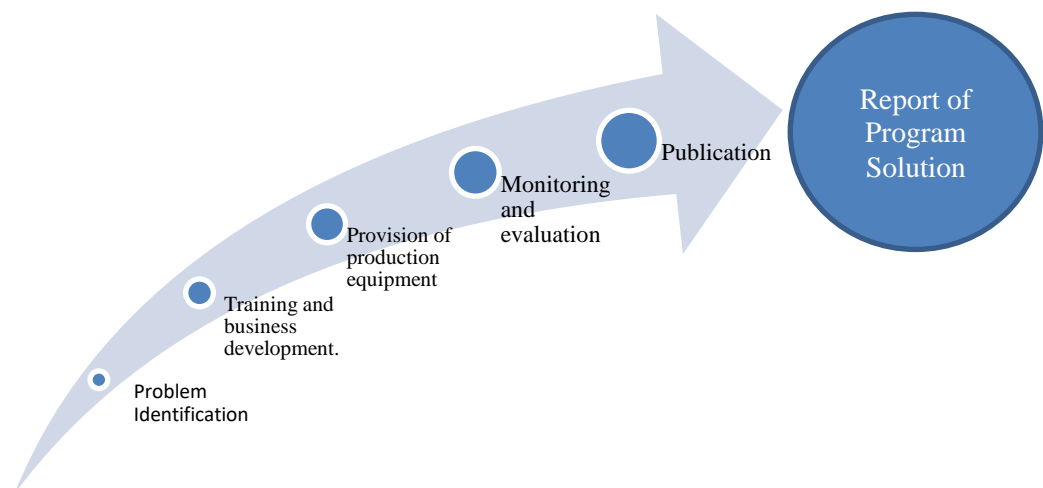 Problem
Identification
Training and
business
development.
Provision of
production
equipment
Monitoring
and
evaluation
Publication
Report of
Program
Solution